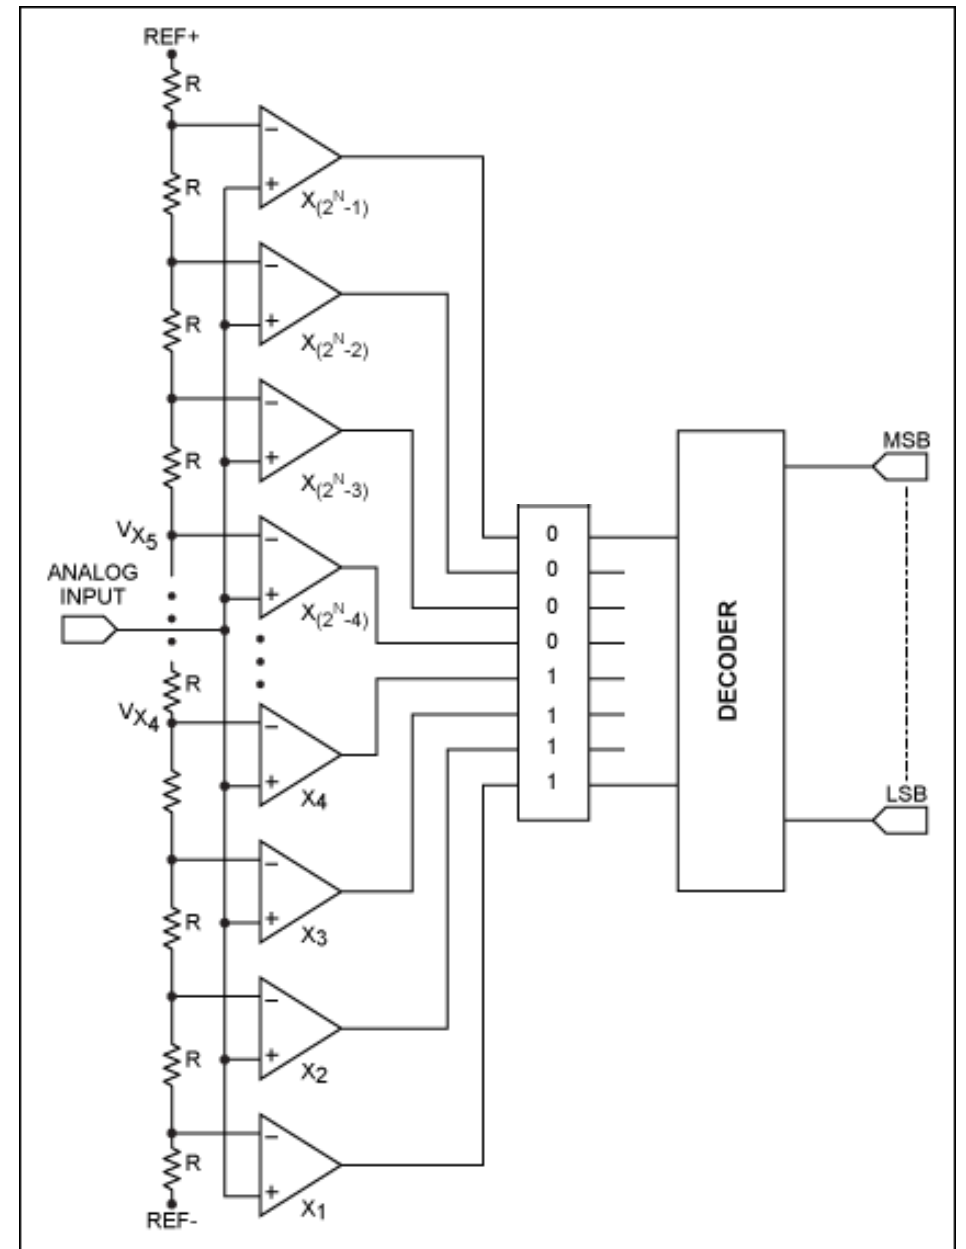 REF+
R
−
+
X(2^N-1)
R
−
+
X(2^N-2)
R
−
+
X(2^N-3)
R
VX5
−
+
X(2^N-4)
ANALOG
INPUT
R
VX4
−
+
X4
−
+
X3
R
−
+
X2
R
−
+
X1
R
REF-
0
0
0
0
1
1
1
1
DECODER
MSB
LSB